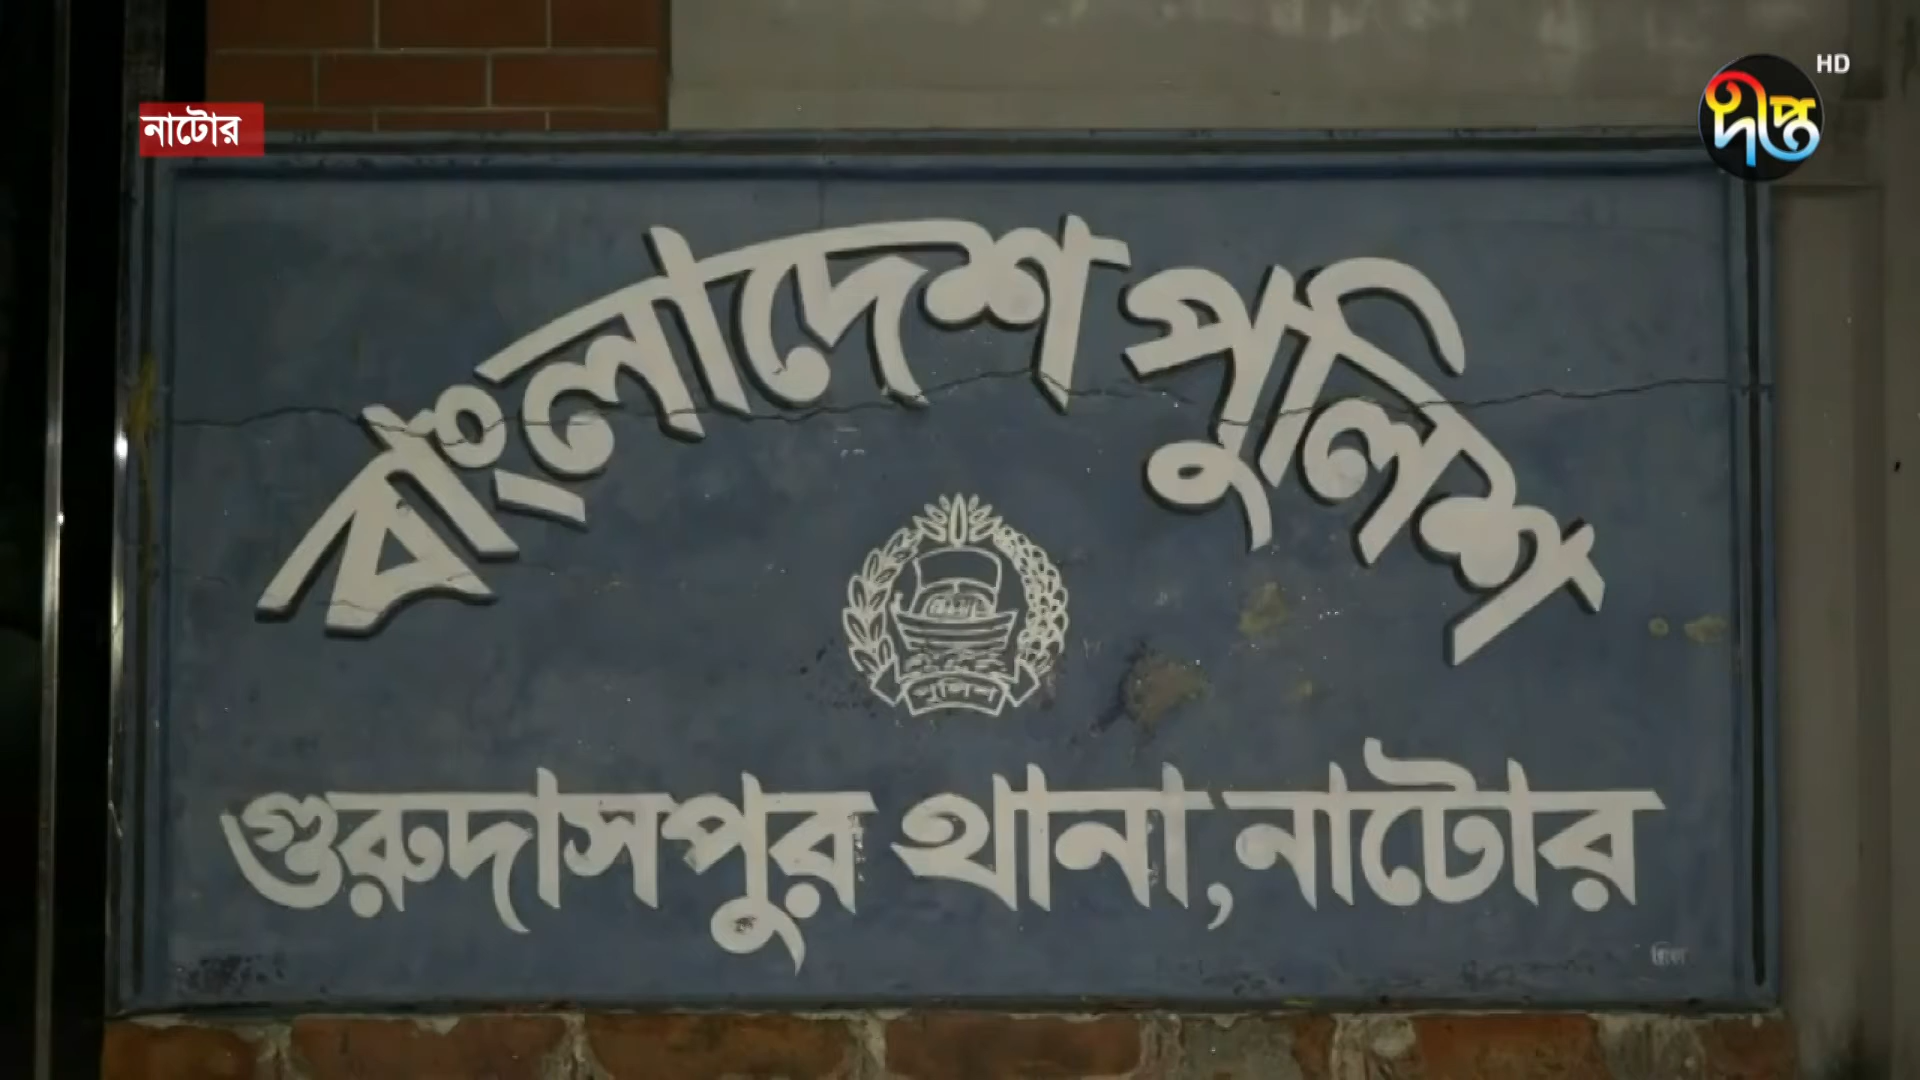 নাটোর
দীপ্ত
HD
বাংলাদেশ পুলিশ
পুলিশ
গুরুদাসপুর থানা, নাটোর